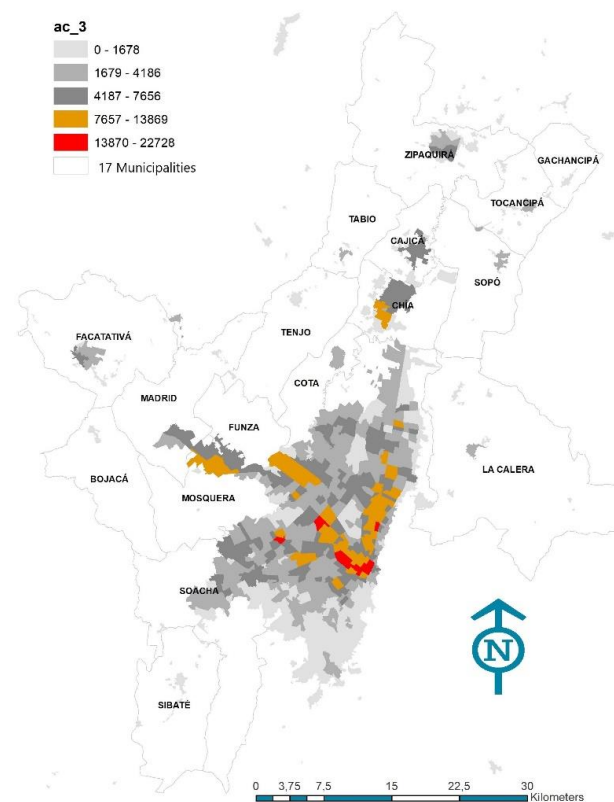 ac_3
0 - 1678
1679 - 4186
4187 - 7656
7657 - 13869
13870 - 22728
17 Municipalities
ZIPAQUIRÁ
GACHANCIPÁ
TOCANCIPÁ
TABIO
CAJICÁ
SOPÓ
CHÍA
FACATATIVÁ
TENJO
COTA
MADRID
FUNZA
LA CALERA
BOJACÁ
MOSQUERA
SOACHA
N
SIBATÉ
0 3,75 7,5 15 22,5 30
Kilometers